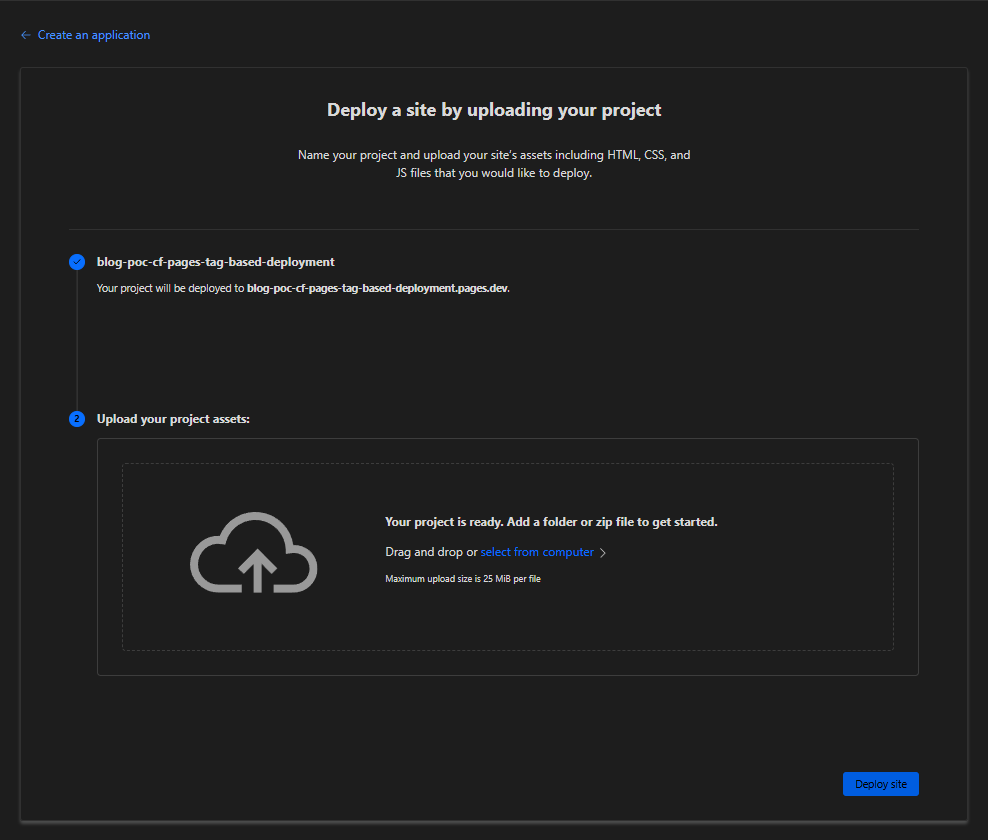 ← Create an application
Deploy a site by uploading your project
Name your project and upload your site's assets including HTML, CSS, and
JS files that you would like to deploy.
blog-poc-cf-pages-tag-based-deployment
Your project will be deployed to blog-poc-cf-pages-tag-based-deployment.pages.dev.
2 Upload your project assets:
Your project is ready. Add a folder or zip file to get started.
Drag and drop or select from computer
Maximum upload size is 25 MiB per file
Deploy site